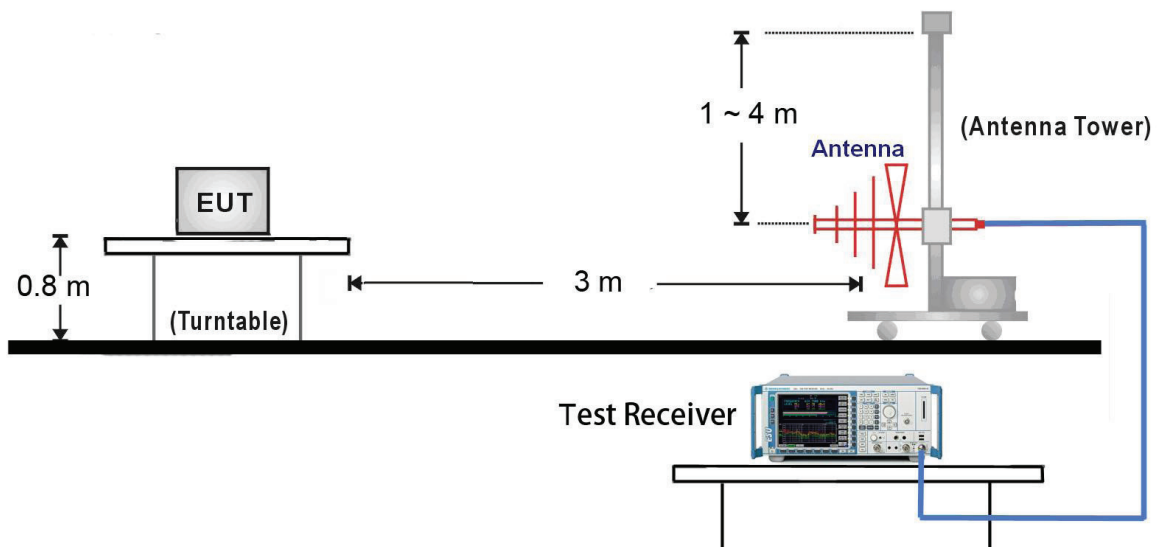 1 ~ 4 m
(Antenna Tower)
Antenna
EUT
0.8 m
3 m
(Turntable)
Test Receiver